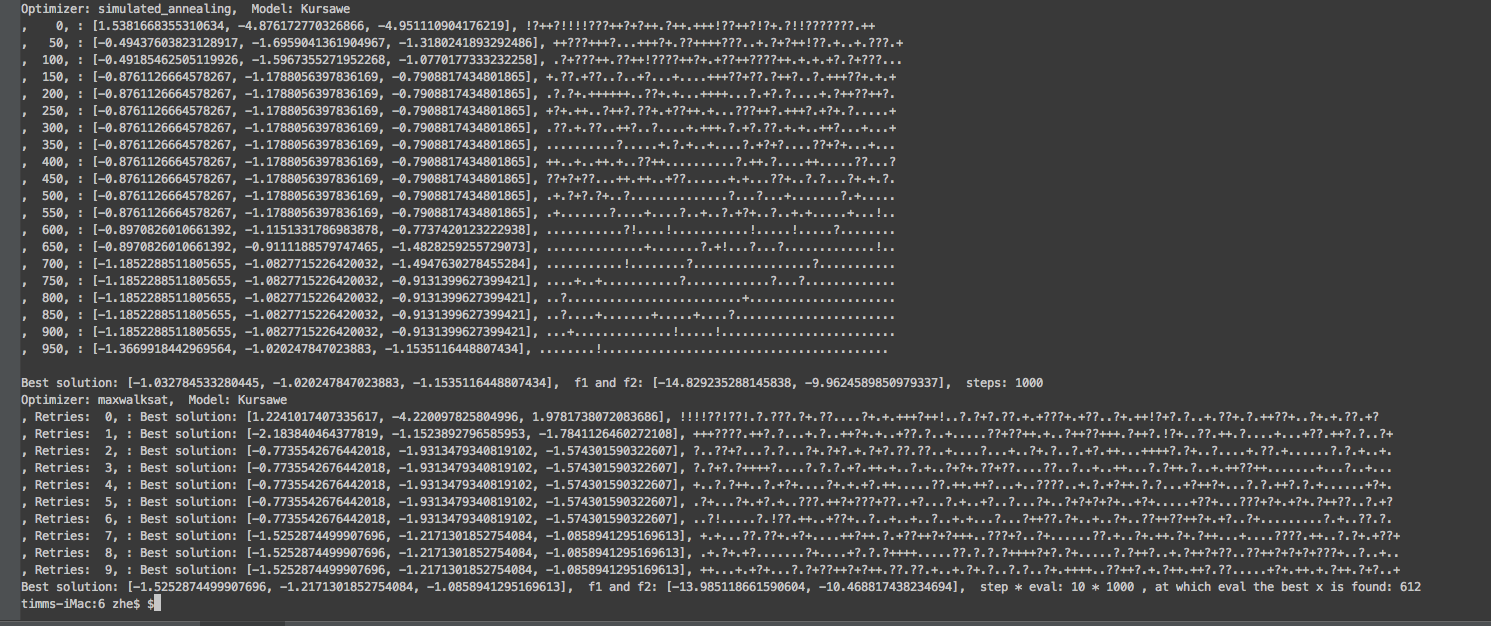 Optimizer: simulated_annealing,  Model: Kursawe
,    0, : [1.5381668355310634, -4.876172770326866, -4.951110904176219], !?++?!!!!???++?+?++.?++.+++!??++?!?+.?!!???????.++
,   50, : [-0.49437603823128917, -1.6959041361904967, -1.3180241893292486], ++???+++?...+++?+.??++++???..+.?+?++!??.+..+.???.+
,  100, : [-0.49185462505119926, -1.5967355271952268, -1.0770177333232258], .?+???++.??++!????++?+.+??++????++.+.+.+?.?+???...
,  150, : [-0.8761126664578267, -1.1788056397836169, -0.7908817434801865], +.??.+??..?..+?...+....+++??+??.?++?..?.+++??+.+.+
,  200, : [-0.8761126664578267, -1.1788056397836169, -0.7908817434801865], .?.?+.++++++..??+.+...++++...?.+?.?....+.?++??++?.
,  250, : [-0.8761126664578267, -1.1788056397836169, -0.7908817434801865], +?+.++..?++?.??+.+??++.+...???++?.+++?.+?+.?.....+
,  300, : [-0.8761126664578267, -1.1788056397836169, -0.7908817434801865], .??.+.??..++?..?....+.+++.?.+?.??.+.+..++?...+...+
,  350, : [-0.8761126664578267, -1.1788056397836169, -0.7908817434801865], ..........?.....+.?.+..+....?.+?+?....??+?+...+...
,  400, : [-0.8761126664578267, -1.1788056397836169, -0.7908817434801865], ++..+..++.+..??++..........?.++.?....++.....??...?
,  450, : [-0.8761126664578267, -1.1788056397836169, -0.7908817434801865], ??+?+??...++.++..+??......+.+...??+..?.?...?+.+.?.
,  500, : [-0.8761126664578267, -1.1788056397836169, -0.7908817434801865], .+.?+?.?+..?..............?...?...+.......?.+.....
,  550, : [-0.8761126664578267, -1.1788056397836169, -0.7908817434801865], .+.......?....+....?..+..?.+?+..?..+.+.....+...!..
,  600, : [-0.8970826010661392, -1.1151331786983878, -0.7737420123222938], ............?!....!...........!.....!.....?........
,  650, : [-0.8970826010661392, -0.9111188579747465, -1.4828259255729073], ..............+.......?.+!...?...?.............!..
,  700, : [-1.1852288511805655, -1.0827715226420032, -1.4947630278455284], ...........!........?.................?...........
,  750, : [-1.1852288511805655, -1.0827715226420032, -0.9131399627399421], ....+..+...........?............?...?.............
,  800, : [-1.1852288511805655, -1.0827715226420032, -0.9131399627399421], ..?.........................+.....................
,  850, : [-1.1852288511805655, -1.0827715226420032, -0.9131399627399421], ..?....+.......+.....+....?.......................
,  900, : [-1.1852288511805655, -1.0827715226420032, -0.9131399627399421], ...+..............!.....!.........................
,  950, : [-1.3669918442969564, -1.020247847023883, -1.1535116448807434], ........!.........................................
Best solution: [-1.032784533280445, -1.020247847023883, -1.1535116448807434],  f1 and f2: [-14.829235288145838, -9.9624589850979337],  steps: 1000
Optimizer: maxwalksat,  Model: Kursawe
, Retries:  0, : Best solution: [1.2241017407335617, -4.220097825804996, 1.9781738072083686],
, Retries:  1, : Best solution: [-2.183840464377819, -1.1523892796585953, -1.7841126460272108],
, Retries:  2, : Best solution: [-0.7735542676442018, -1.9313479340819102, -1.574301590322607],
, Retries:  3, : Best solution: [-0.7735542676442018, -1.9313479340819102, -1.574301590322607],
, Retries:  4, : Best solution: [-0.7735542676442018, -1.9313479340819102, -1.574301590322607],
, Retries:  5, : Best solution: [-0.7735542676442018, -1.9313479340819102, -1.574301590322607],
, Retries:  6, : Best solution: [-0.7735542676442018, -1.9313479340819102, -1.574301590322607],
, Retries:  7, : Best solution: [-1.5252874499907696, -1.2171301852754084, -1.0858941295169613],
, Retries:  8, : Best solution: [-1.5252874499907696, -1.2171301852754084, -1.0858941295169613],
, Retries:  9, : Best solution: [-1.5252874499907696, -1.2171301852754084, -1.0858941295169613],
Best solution [-1.5252874499907696, -1.2171301852754084, -1.0858941295169613],  f1 and f2: [-13.985118661590604, -10.468817438234694],  step * eval: 10 * 1000 , at which eval the best x is found: 612
timms-iMac:6 zhe$ $